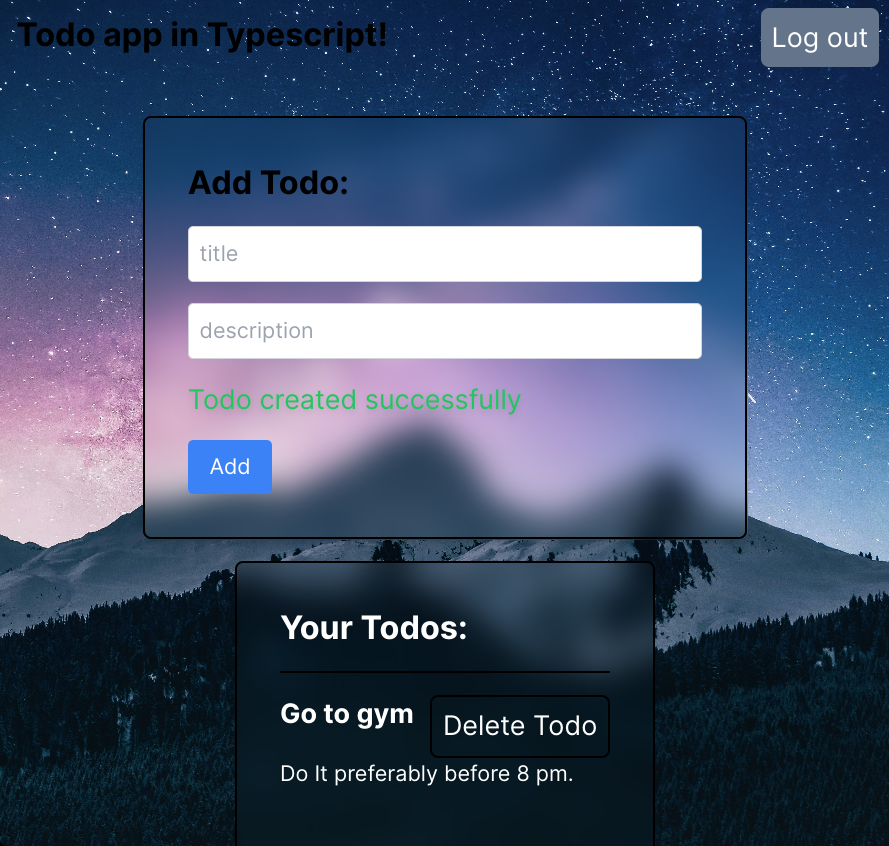 Todo app in Typescript!
Log out
Add Todo:
title
description
Todo created successfully
Add
Your Todos:
Go to gym
Delete Todo
Do It preferably before 8 pm.